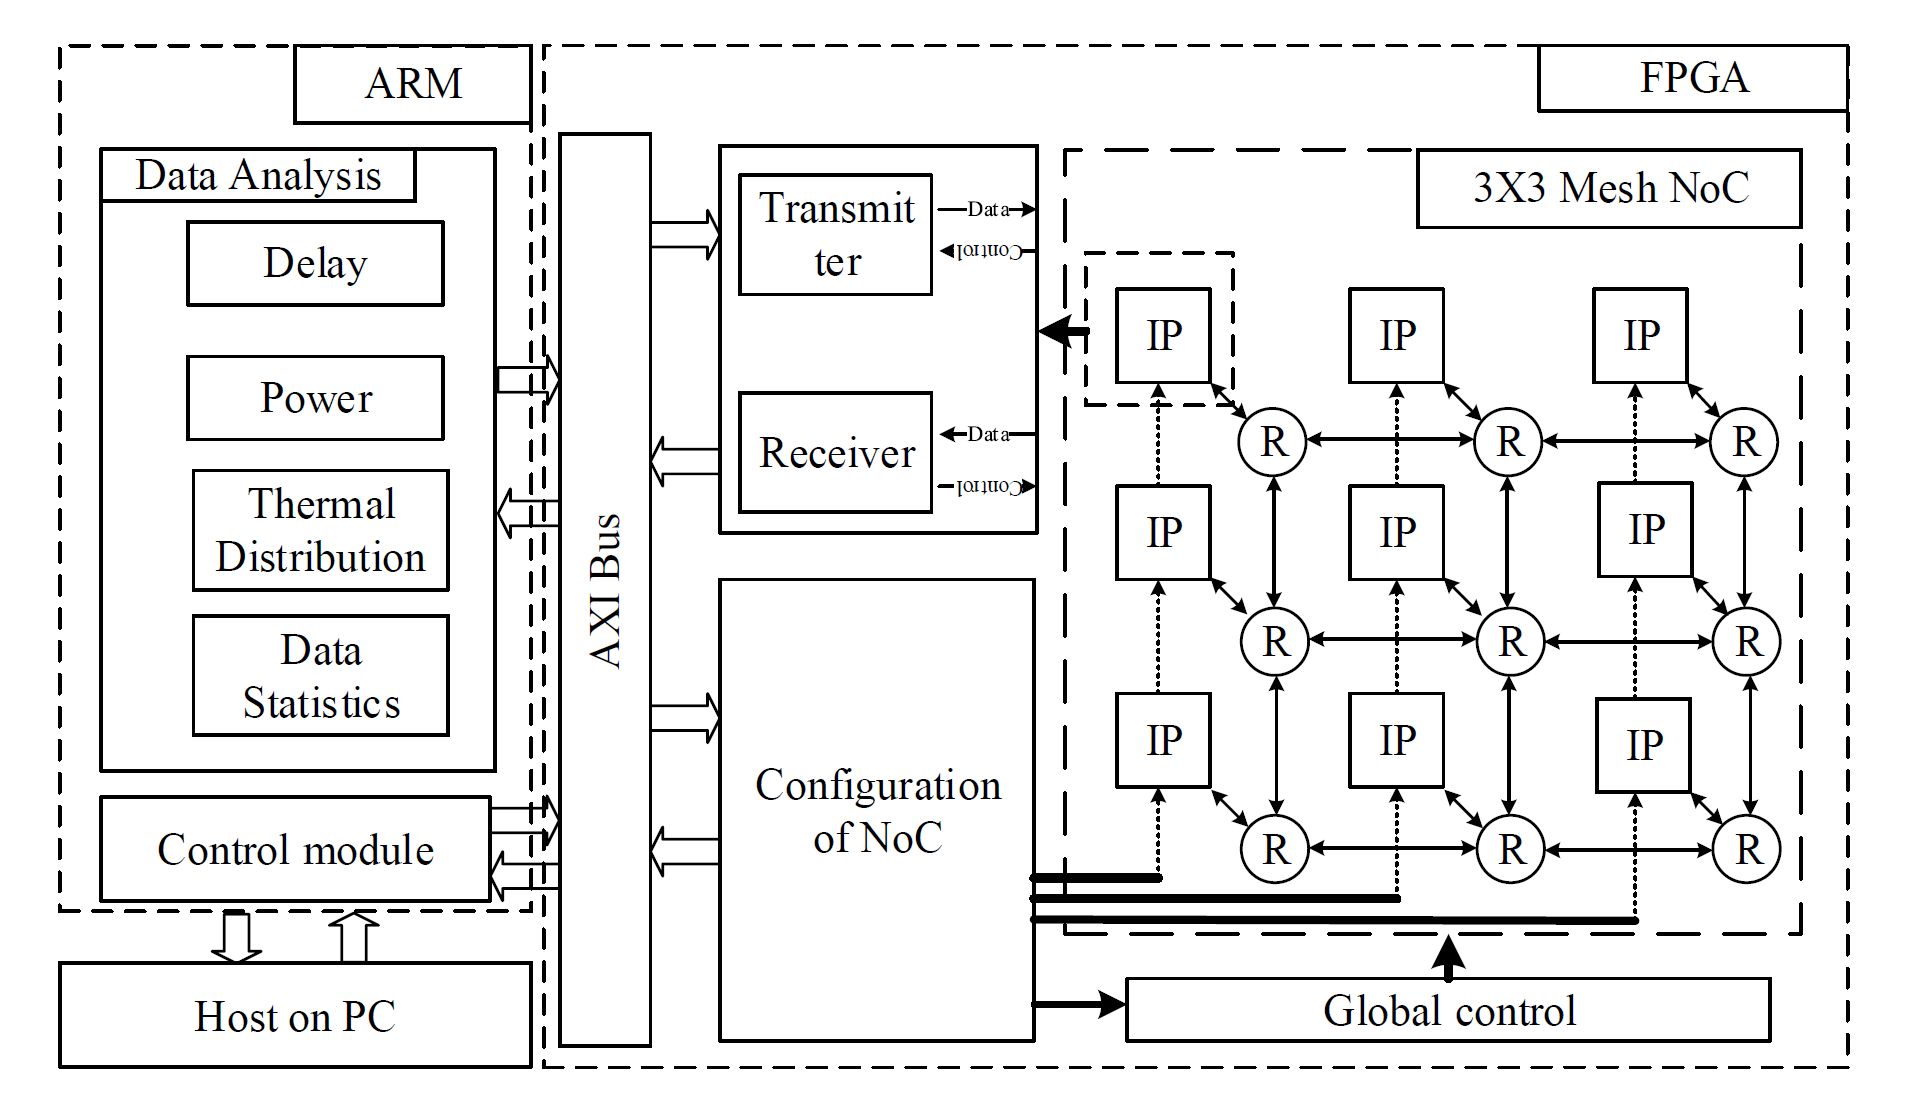 ARM
FPGA
Data Analysis
Delay
Power
Thermal
Distribution
Data
Statistics
Control module
Host on PC
AXI Bus
Transmit
ter
Data
Control
Receiver
Data
Control
Configuration
of NoC
3X3 Mesh NoC
IP
IP
IP
R
R
R
IP
IP
IP
R
R
R
IP
IP
IP
R
R
R
Global control